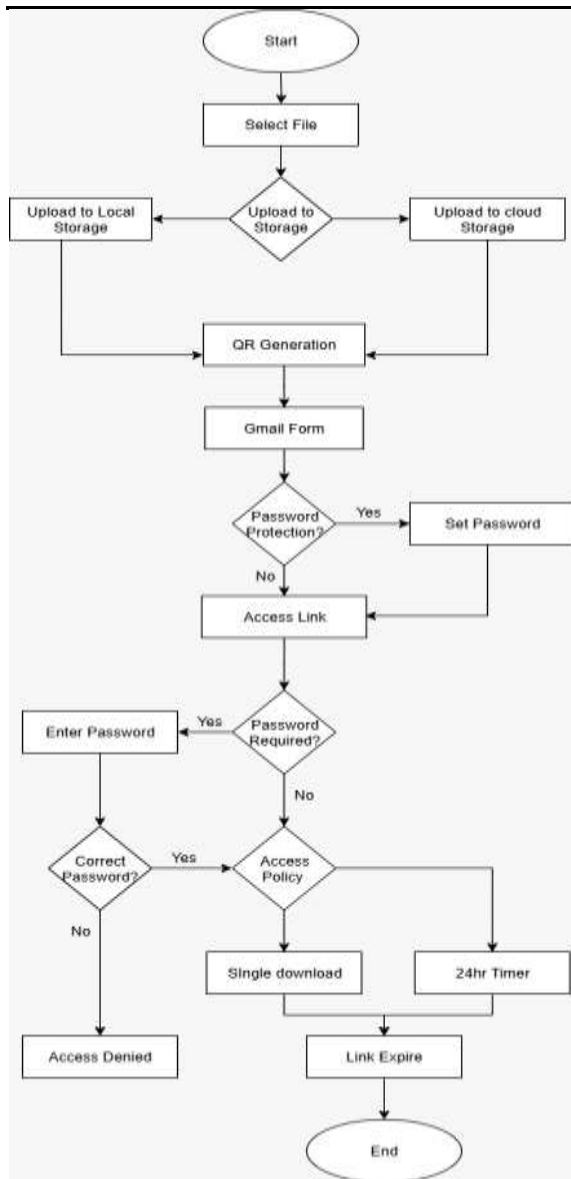 Start
Select File
Upload to Local
Storage
Upload to
Storage
Upload to cloud
Storage
QR Generation
Gmail Form
Password
Protection?
Yes
Set Password
No
Access Link
Enter Password
Yes
Password
Required?
No
Correct
Password?
Yes
Access
Policy
No
SIngle download
24hr Timer
Access Denied
Link Expire
End